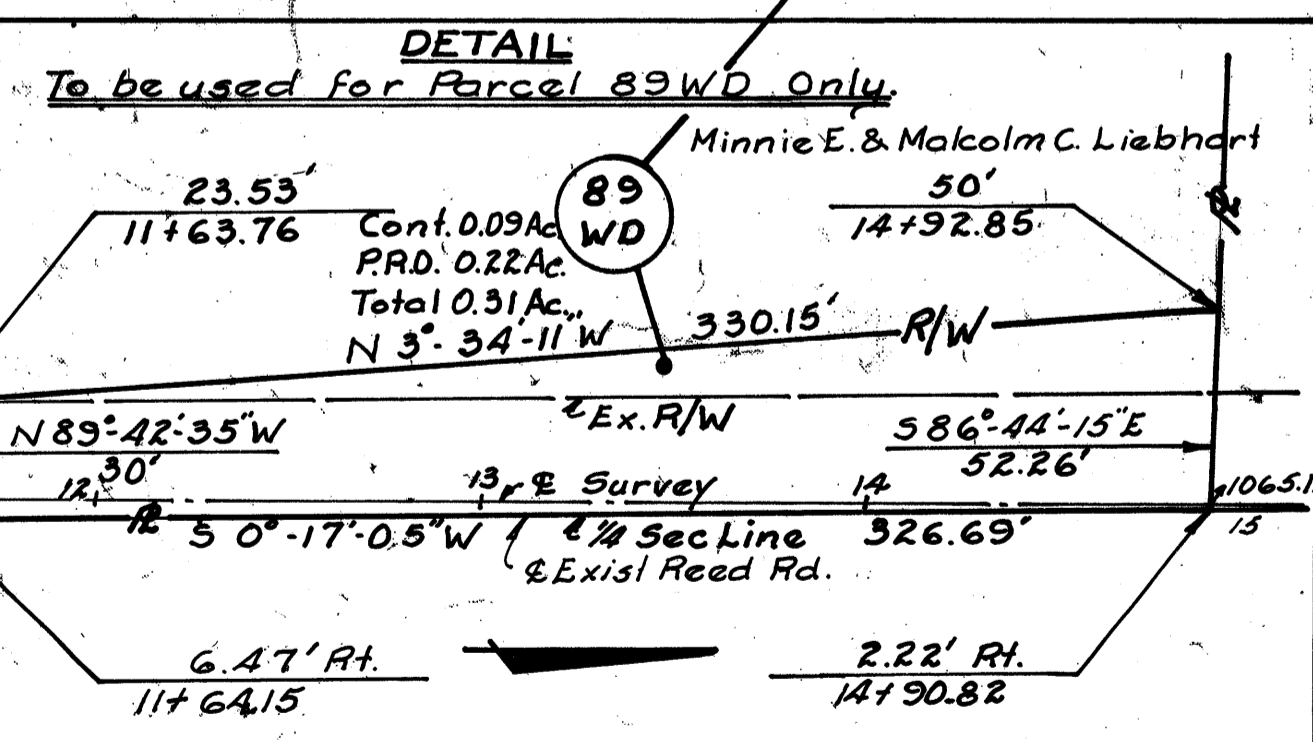 DETAIL
To be used for Parcel 89WD Only.
Minnie E. & Malcolm C. Liebhart
23.53'
11+63.76
89
WD
50'
14+92.85
Cont. 0.09Ac.
P.R.O. 0.22Ac.
Total 0.31Ac.
N 3°-34'-11"W
330.15'
R/W
Ex. R/W
N 89°-42'-35"W
30'
S 86°-44'-15"E
52.26'
12
13
℄ Survey
14
1065.1
15
S 0°-17'-05"W
¼ Sec Line
326.69'
℄ Exist Reed Rd.
6.47' Rt.
11+64.15
2.22' Rt.
14+90.82